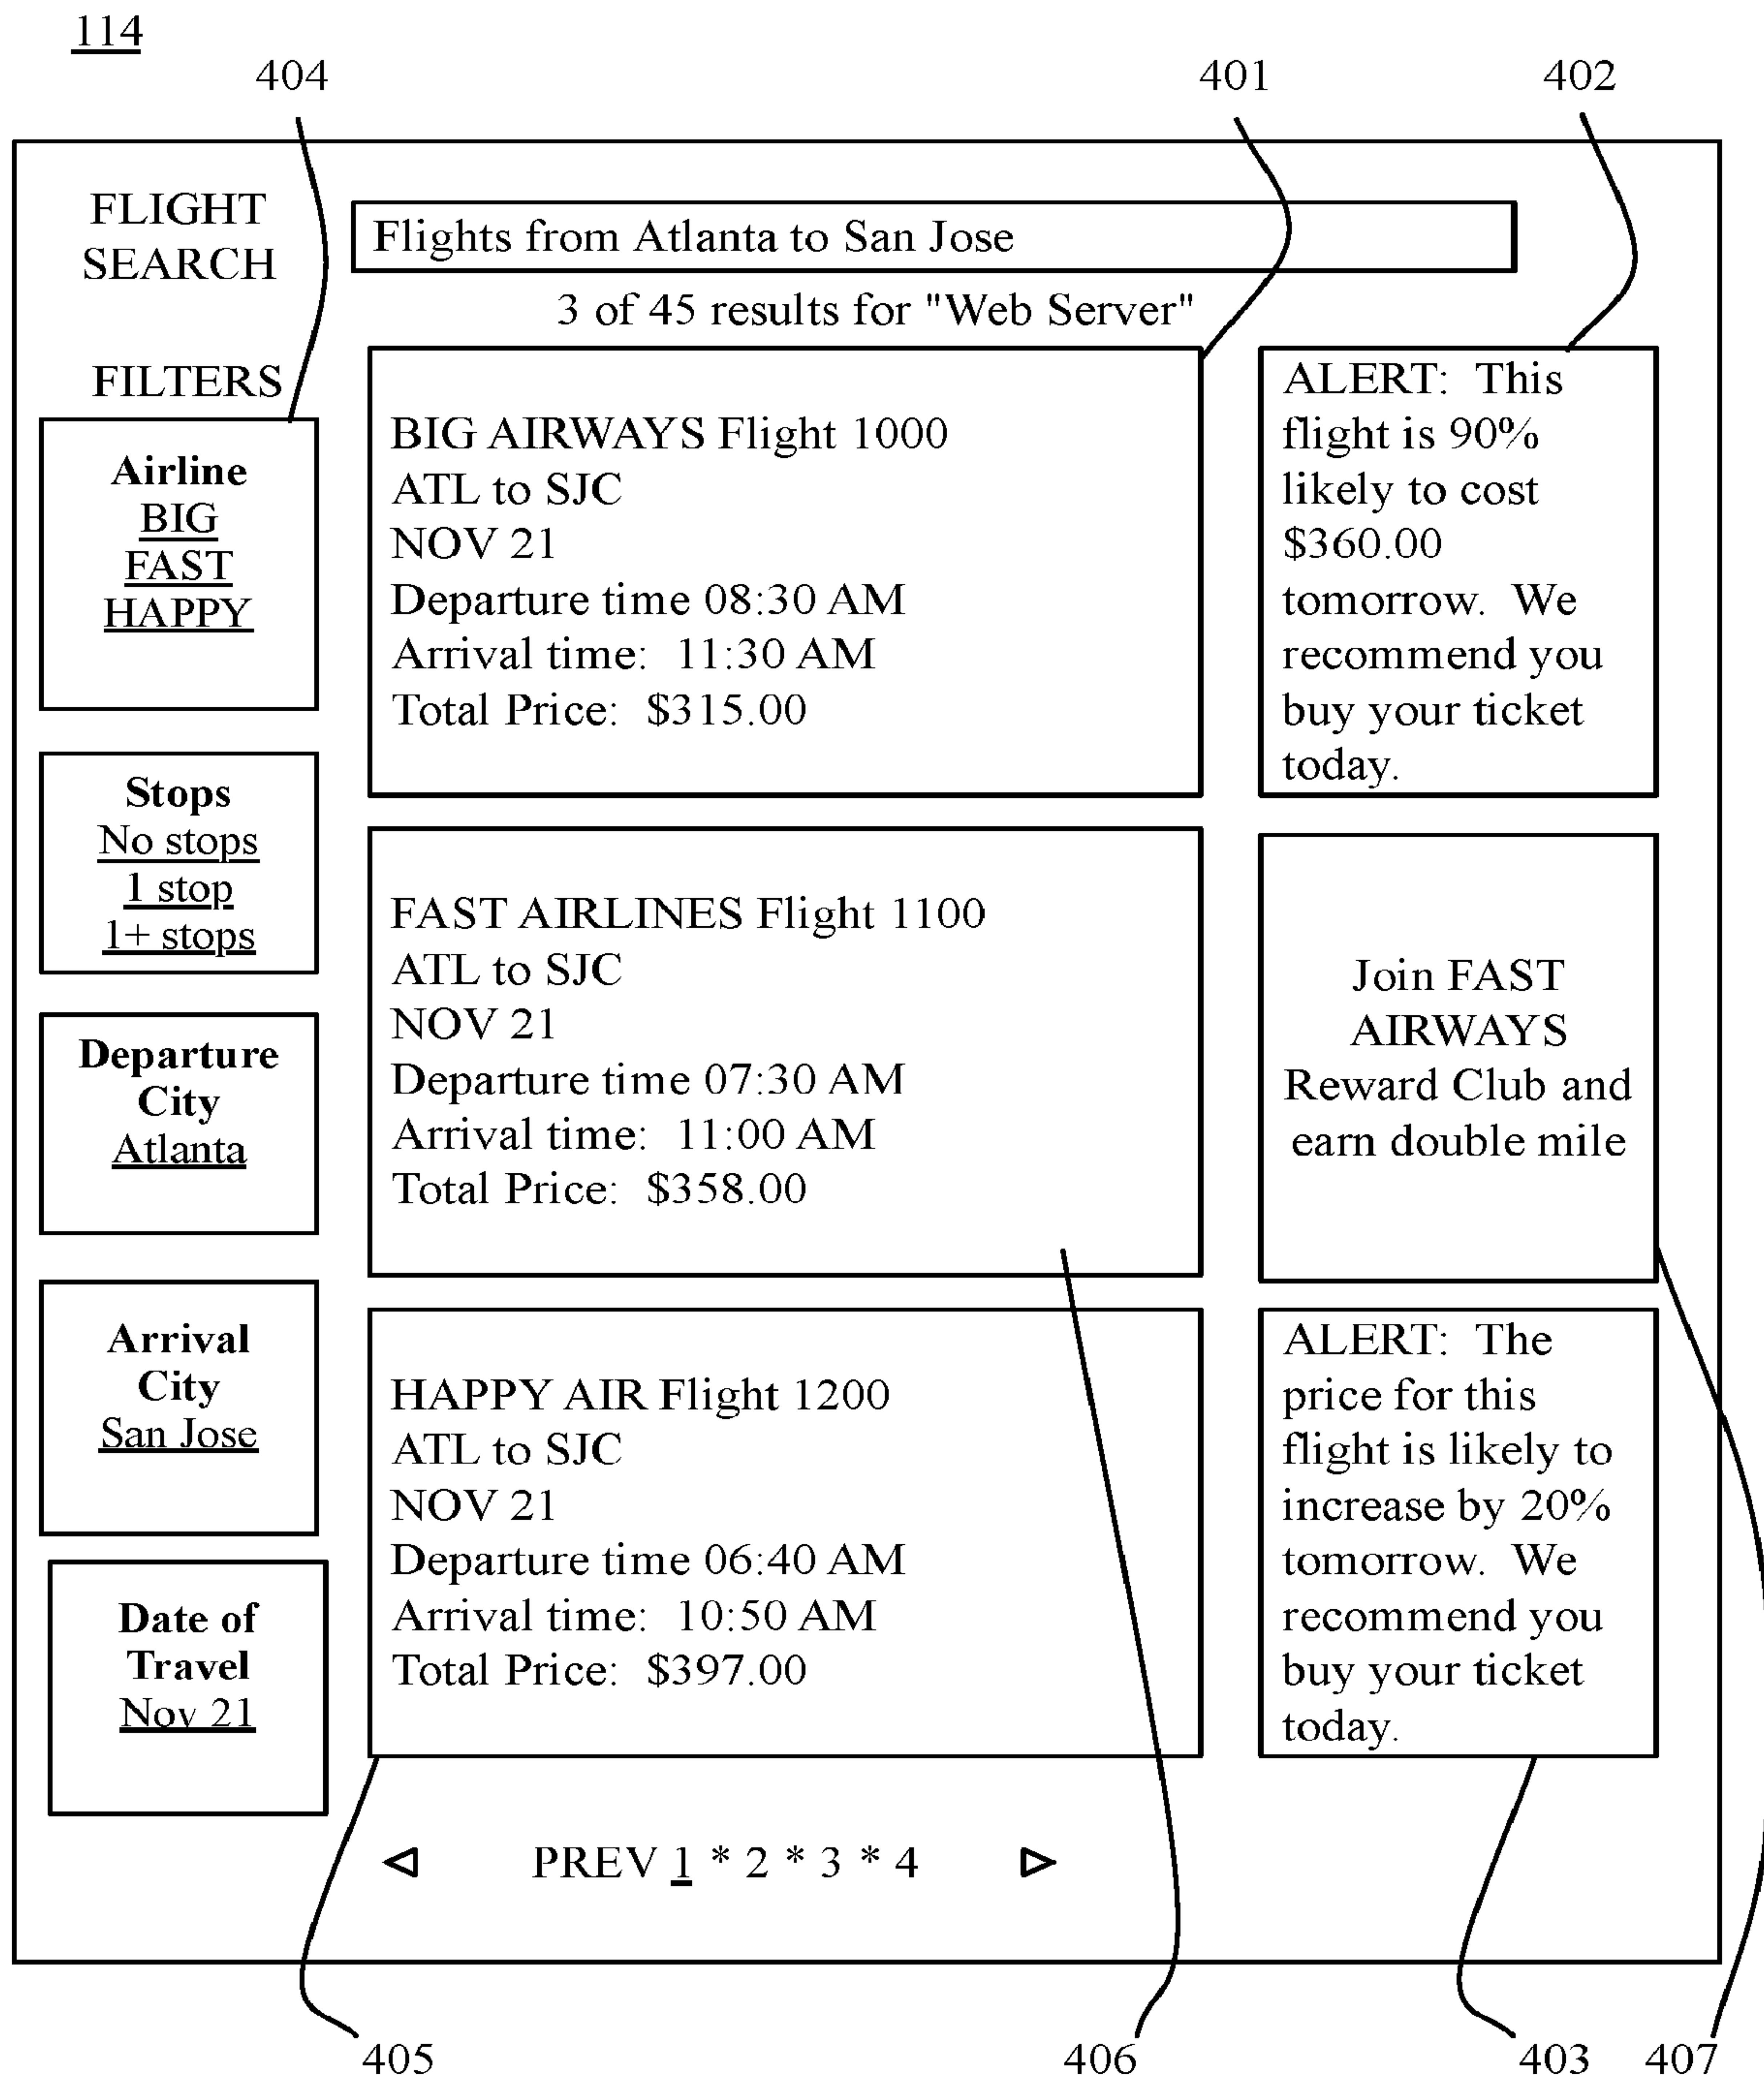 114
404
401
402
FLIGHT
SEARCH
Flights from Atlanta to San Jose
3 of 45 results for "Web Server"
FILTERS
Airline
BIG
FAST
HAPPY
Stops
No stops
1 stop
1+ stops
Departure
City
Atlanta
Arrival
City
San Jose
Date of
Travel
Nov 21
BIG AIRWAYS Flight 1000
ATL to SJC
NOV 21
Departure time 08:30 AM
Arrival time: 11:30 AM
Total Price: $315.00
ALERT: This
flight is 90%
likely to cost
$360.00
tomorrow. We
recommend you
buy your ticket
today.
FAST AIRLINES Flight 1100
ATL to SJC
NOV 21
Departure time 07:30 AM
Arrival time: 11:00 AM
Total Price: $358.00
Join FAST
AIRWAYS
Reward Club and
earn double mile
HAPPY AIR Flight 1200
ATL to SJC
NOV 21
Departure time 06:40 AM
Arrival time: 10:50 AM
Total Price: $397.00
ALERT: The
price for this
flight is likely to
increase by 20%
tomorrow. We
recommend you
buy your ticket
today.
PREV 1 * 2 * 3 * 4
405
406
403
407